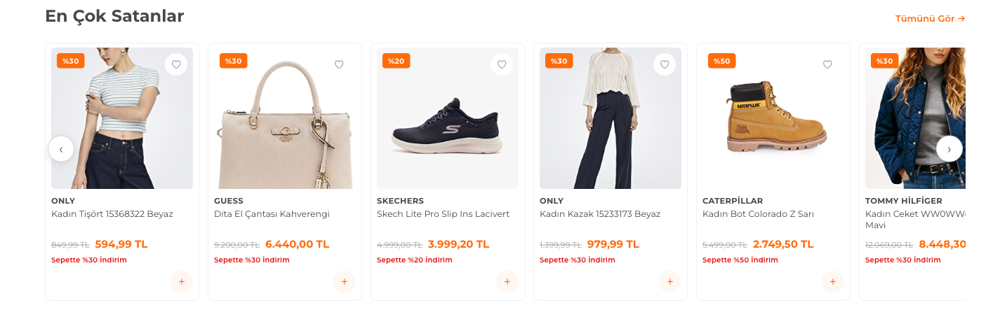 En Çok Satanlar
Tümünü Gör →
%30
ONLY
Kadın Tişört 15368322 Beyaz
849,99 TL 594,99 TL
Sepette %30 İndirim
+
%30
GUESS
Dita El Çantası Kahverengi
9.200,00 TL 6.440,00 TL
Sepette %30 İndirim
+
%20
SKECHERS
Skech Lite Pro Slip Ins Lacivert
4.999,00 TL 3.999,20 TL
Sepette %20 İndirim
+
%30
ONLY
Kadın Kazak 15233173 Beyaz
1.399,99 TL 979,99 TL
Sepette %30 İndirim
+
%50
CATERPILLAR
CATERPİLLAR
Kadın Bot Colorado Z Sarı
5.499,00 TL 2.749,50 TL
Sepette %50 İndirim
+
%30
TOMMY HİLFİGER
Kadın Ceket WW0WW
Mavi
12.069,00 TL 8.448,30
Sepette %30 İndirim